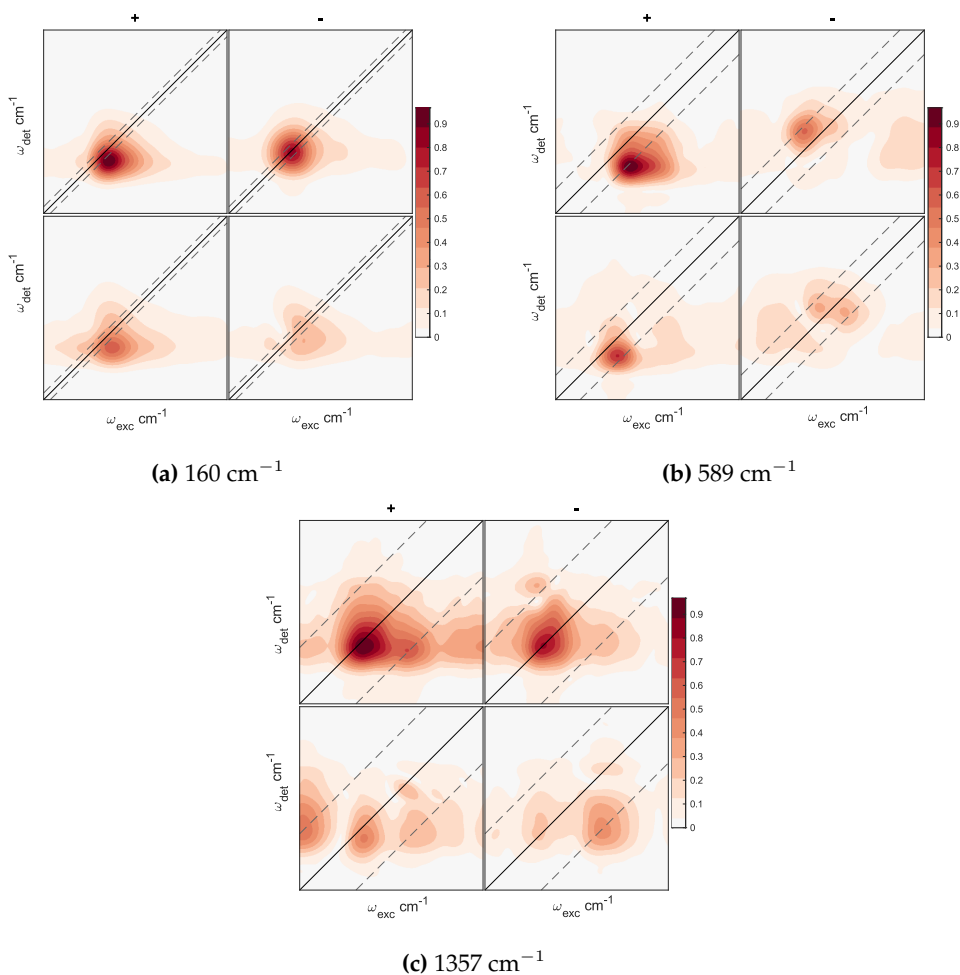 + -
ω_det cm⁻¹
0.9
0.8
0.7
0.6
0.5
0.4
0.3
0.2
0.1
0
ω_det cm⁻¹
ω_exc cm⁻¹ ω_exc cm⁻¹
(a) 160 cm⁻¹
+ -
ω_det cm⁻¹
0.9
0.8
0.7
0.6
0.5
0.4
0.3
0.2
0.1
0
ω_det cm⁻¹
ω_exc cm⁻¹ ω_exc cm⁻¹
(b) 589 cm⁻¹
+ -
ω_det cm⁻¹
0.9
0.8
0.7
0.6
0.5
0.4
0.3
0.2
0.1
0
ω_det cm⁻¹
ω_exc cm⁻¹ ω_exc cm⁻¹
(c) 1357 cm⁻¹